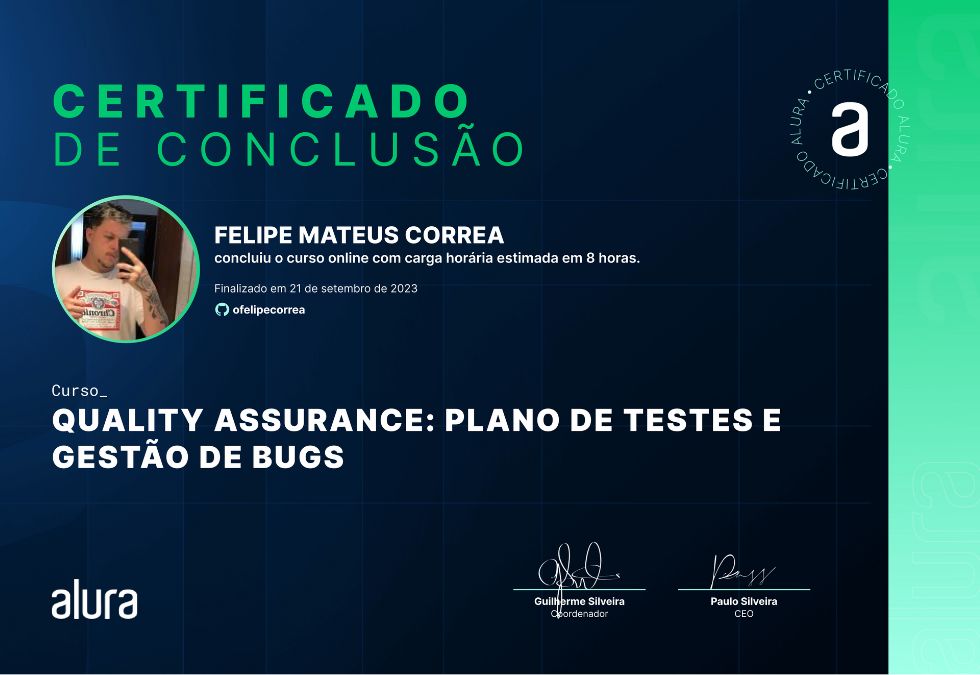 CERTIFICADO
DE CONCLUSÃO
CERTIFICADO ALURA • CERTIFICADO ALURA •
a
FELIPE MATEUS CORREA
concluiu o curso online com carga horária estimada em 8 horas.
Finalizado em 21 de setembro de 2023
ofelipecorrea
Curso_
QUALITY ASSURANCE: PLANO DE TESTES E
GESTÃO DE BUGS
alura
Guilherme Silveira
Coordenador
Paulo Silveira
CEO
alura
alura